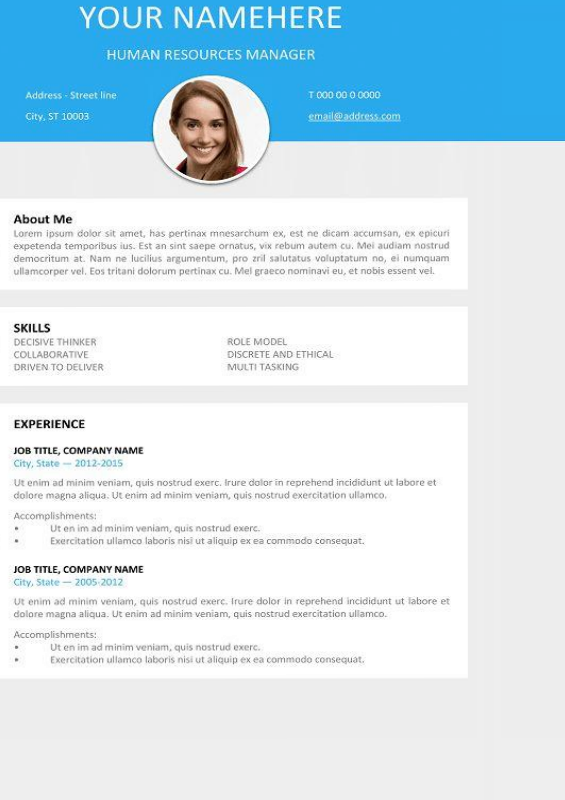 YOUR NAMEHERE
HUMAN RESOURCES MANAGER
Address - Street line
T 000 00 0 0000
City, ST 10003
email@address.com
About Me
Lorem ipsum dolor sit amet, has pertinax mnesarchum ex, est ne dicam accumsan, ex epicuri
expetenda temporibus ius. Est an sint saepe ornatus, vix rebum autem cu. Mei audiam nostrud
democritum at. Nam ne lucilius argumentum, pro zril salutatus voluptatum no, ei numquam
ullamcorper vel. Eos tritani dolorum pertinax cu. Mel graeco nominavi eu, et nobis essent vel.
SKILLS
DECISIVE THINKER
ROLE MODEL
COLLABORATIVE
DISCRETE AND ETHICAL
DRIVEN TO DELIVER
MULTI TASKING
EXPERIENCE
JOB TITLE, COMPANY NAME
City, State — 2012-2015
Ut enim ad minim veniam, quis nostrud exerc. Irure dolor in reprehend incididunt ut labore et
dolore magna aliqua. Ut enim ad minim veniam, quis nostrud exercitation ullamco.
Accomplishments:
• Ut en im ad minim veniam, quis nostrud exerc.
• Exercitation ullamco laboris nisi ut aliquip ex ea commodo consequat.
JOB TITLE, COMPANY NAME
City, State — 2005-2012
Ut enim ad minim veniam, quis nostrud exerc. Irure dolor in reprehend incididunt ut labore et
dolore magna aliqua. Ut enim ad minim veniam, quis nostrud exercitation ullamco.
Accomplishments:
• Ut en im ad minim veniam, quis nostrud exerc.
• Exercitation ullamco laboris nisi ut aliquip ex ea commodo consequat.